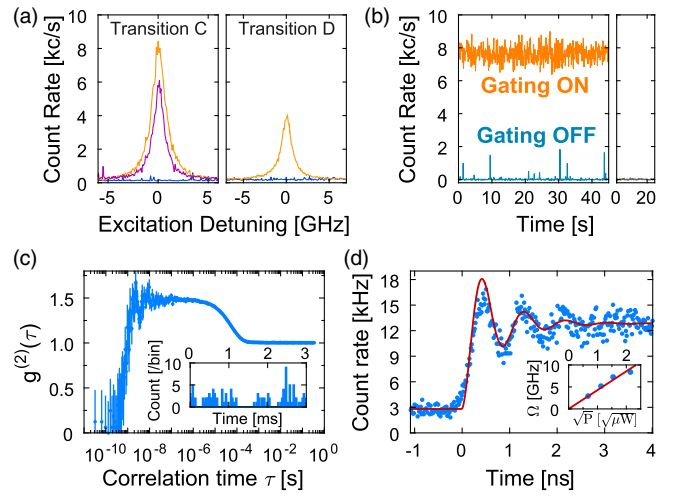 (a)
Transition C
Transition D
Count Rate [kc/s]
10
8
6
4
2
0
-5 0 5
-5 0 5
Excitation Detuning [GHz]
(b)
Count Rate [kc/s]
10
8
6
4
2
0
Gating ON
Gating OFF
0 10 20 30 40
0 20
Time [s]
(c)
g(2)(τ)
1.5
1.0
0.5
0
0 1 2 3
Count [/bin]
10
5
0
Time [ms]
10-10 10-8 10-6 10-4 10-2 100
Correlation time τ [s]
(d)
Count rate [kHz]
18
15
12
9
6
3
0
0 1 2
Ω [GHz]
10
0
√P [√μW]
-1 0 1 2 3 4
Time [ns]